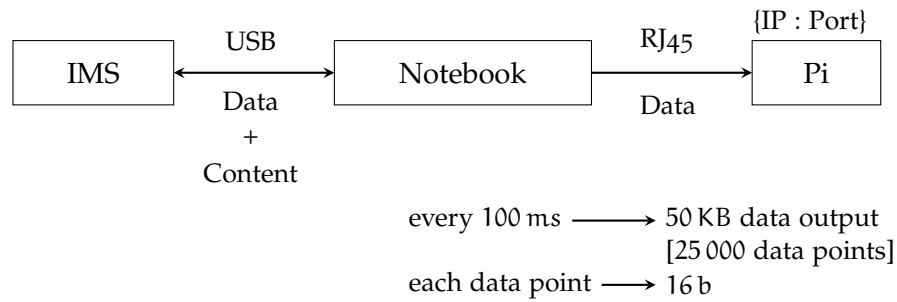 {IP : Port}
USB
RJ45
IMS
Notebook
Pi
Data
+
Content
Data
every 100 ms
50 KB data output
[25 000 data points]
each data point
16 b